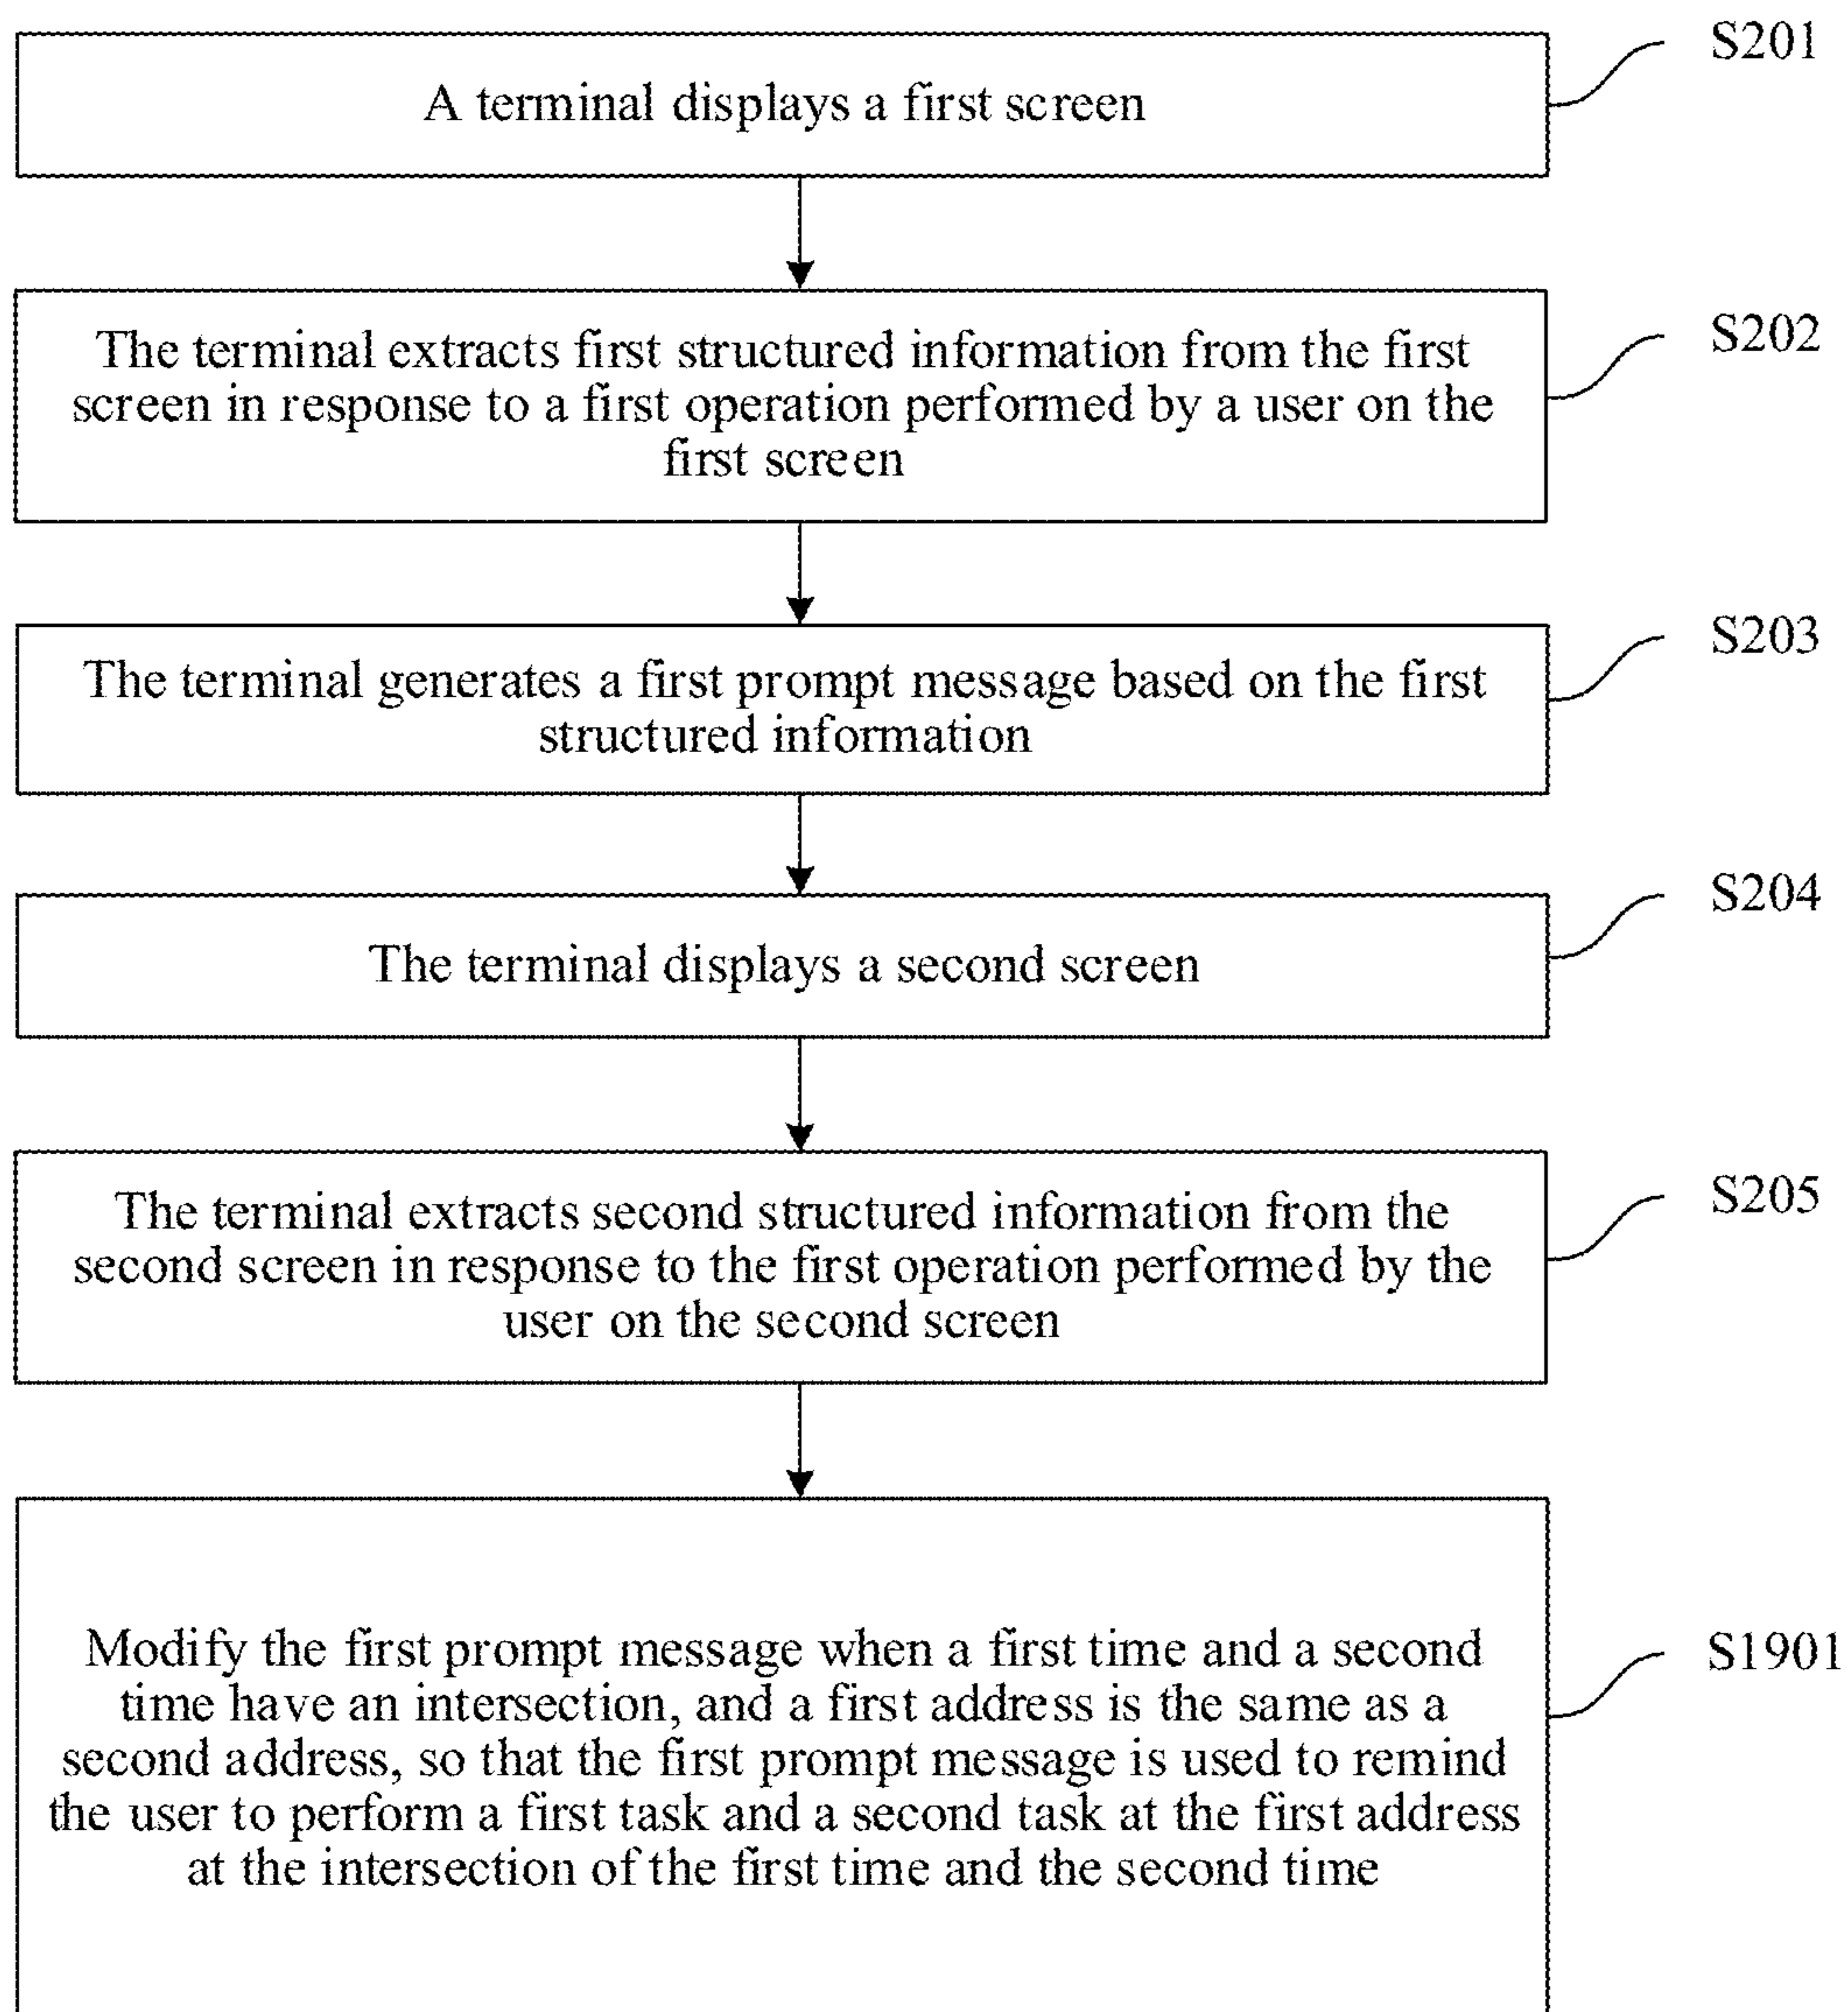 A terminal displays a first screen
S201
The terminal extracts first structured information from the first
screen in response to a first operation performed by a user on the
first screen
S202
The terminal generates a first prompt message based on the first
structured information
S203
The terminal displays a second screen
S204
The terminal extracts second structured information from the
second screen in response to the first operation performed by the
user on the second screen
S205
Modify the first prompt message when a first time and a second
time have an intersection, and a first address is the same as a
second address, so that the first prompt message is used to remind
the user to perform a first task and a second task at the first address
at the intersection of the first time and the second time
S1901